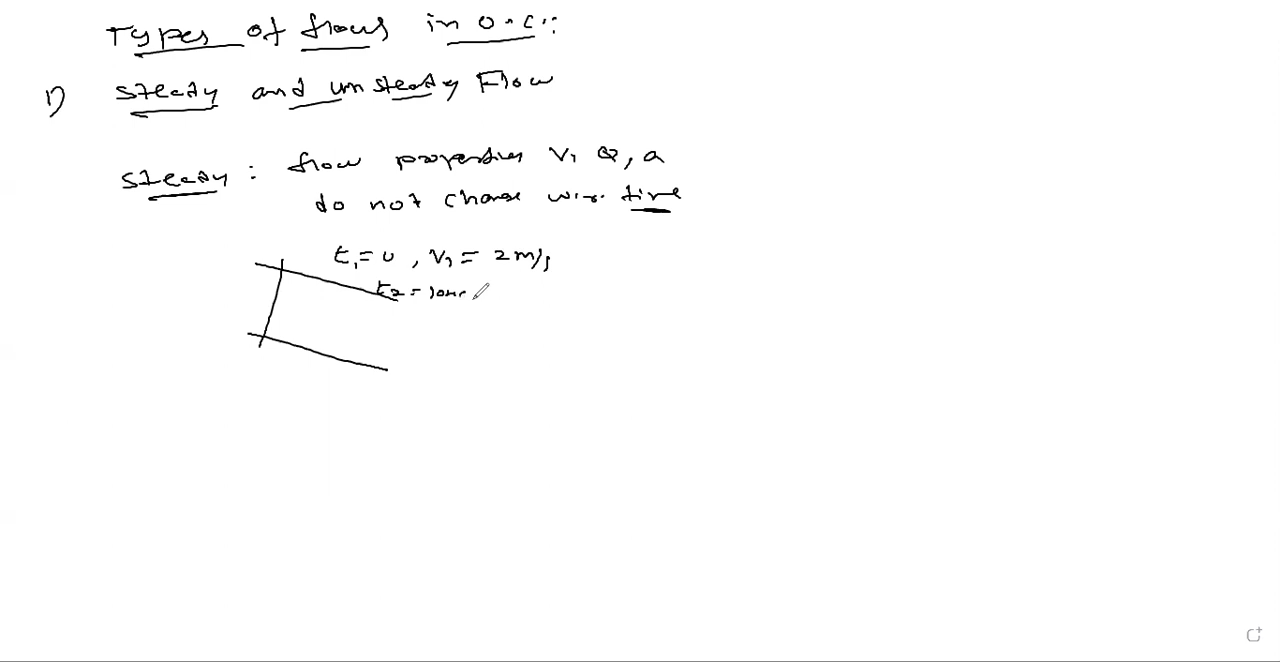 Types of flows in O.C::
1) Steady and unsteady Flow
Steady: flow properties V, Q, a
do not change w.r. time
t₁=0, V₁ = 2m/s
t₂=10hr